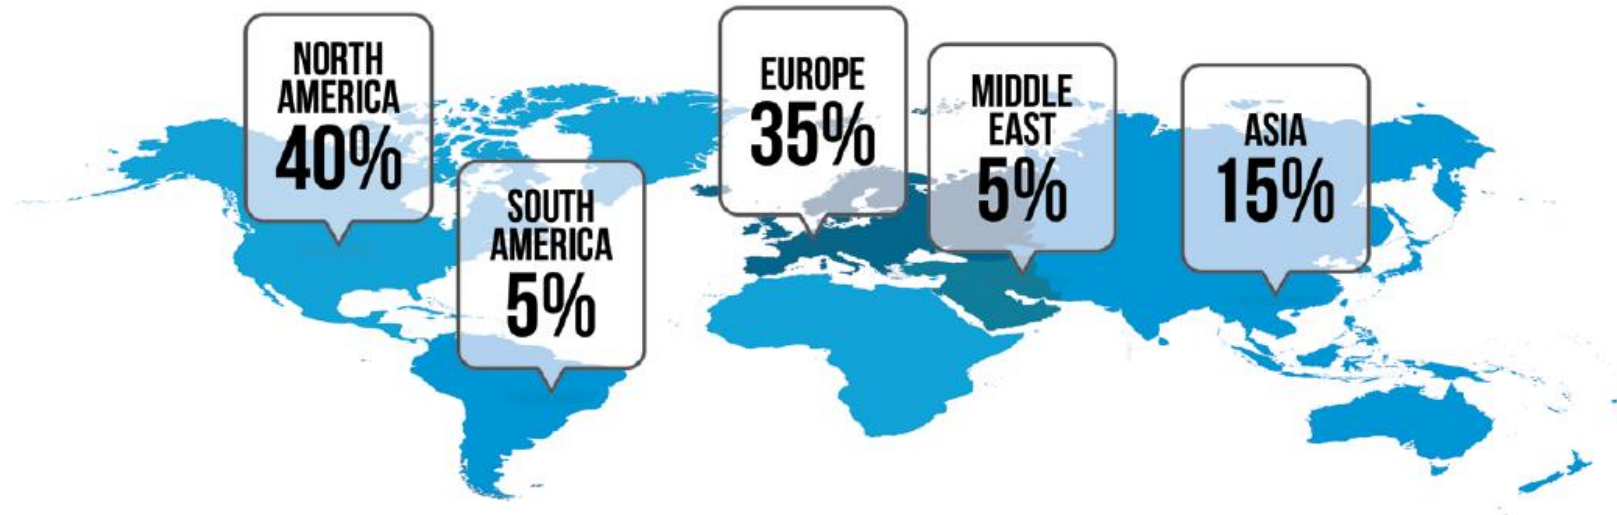 NORTH
AMERICA
40%
SOUTH
AMERICA
5%
EUROPE
35%
MIDDLE
EAST
5%
ASIA
15%